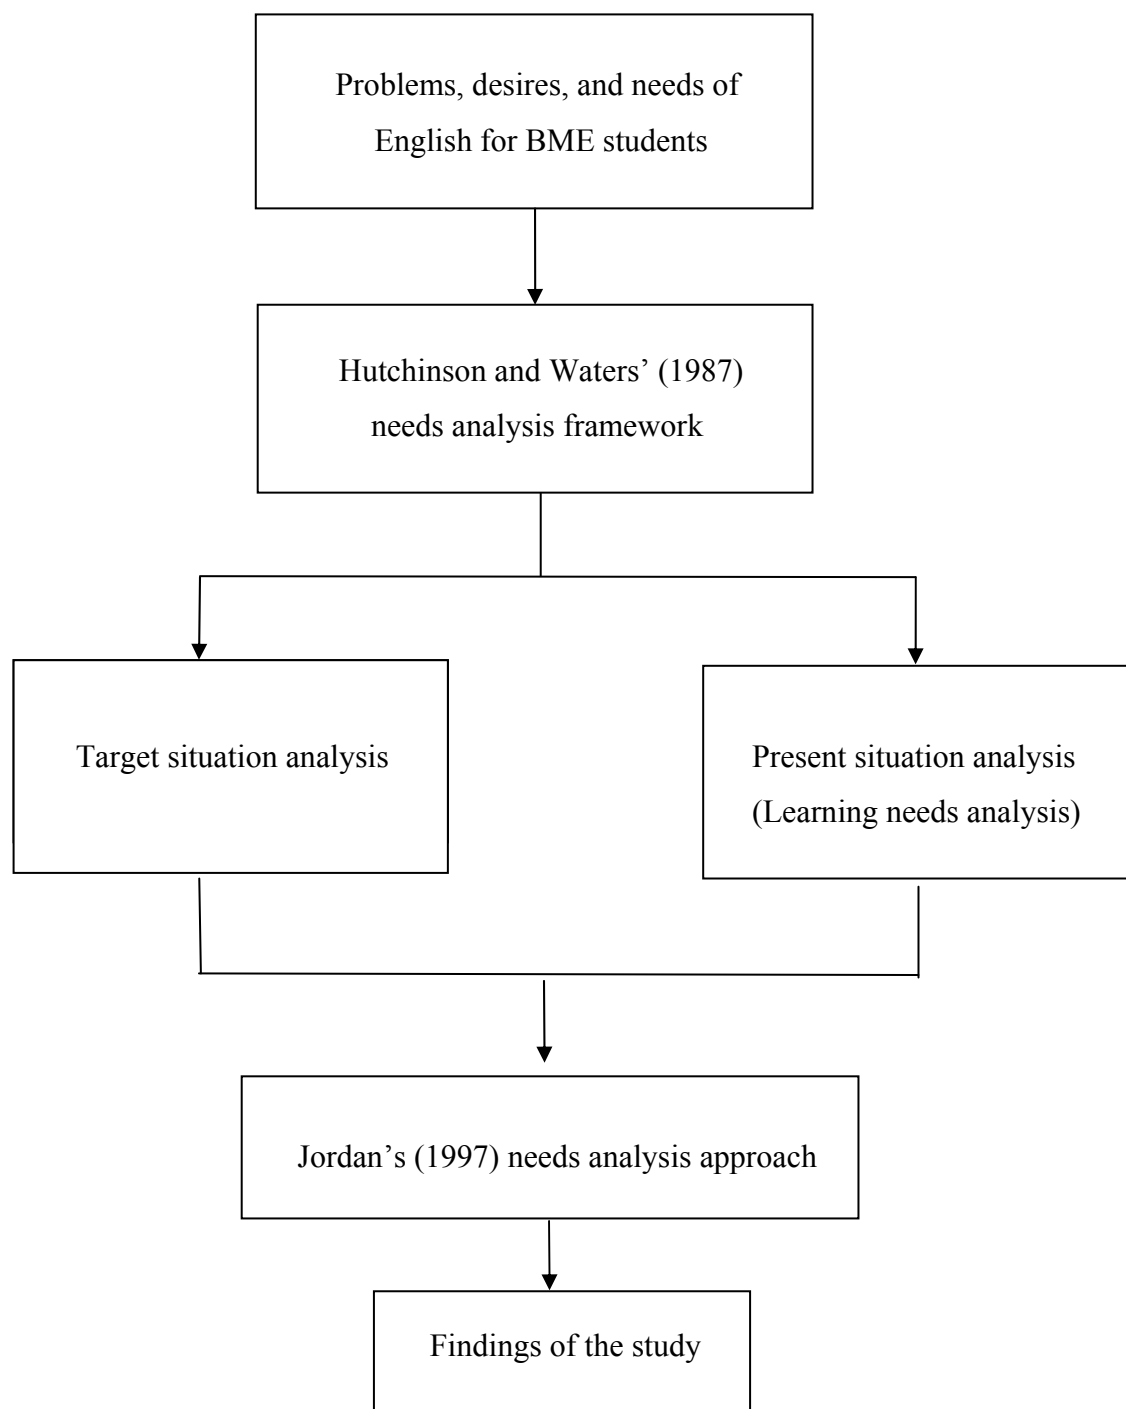 Problems, desires, and needs of
English for BME students
Hutchinson and Waters’ (1987)
needs analysis framework
Target situation analysis
Present situation analysis
(Learning needs analysis)
Jordan’s (1997) needs analysis approach
Findings of the study